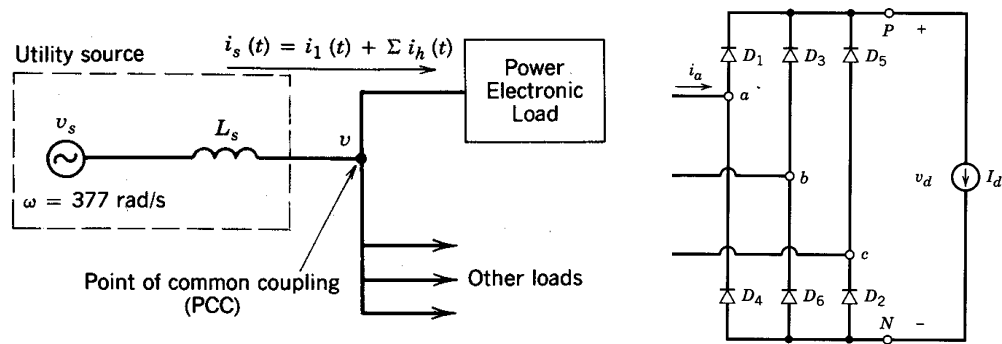 Utility source
i_s (t) = i_1 (t) + Σ i_h (t)
Power
Electronic
Load
v_s
L_s
v
ω = 377 rad/s
Point of common coupling
(PCC)
Other loads
P +
D_1
D_3
D_5
i_a
a
b
v_d
I_d
c
D_4
D_6
D_2
N −